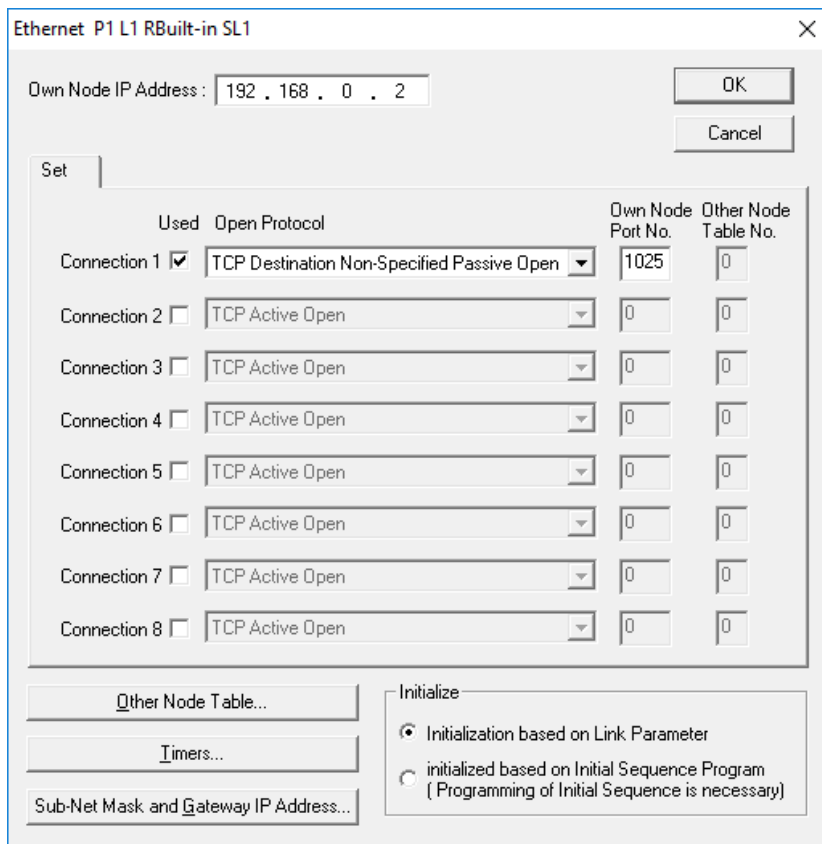 Ethernet P1 L1 RBuilt-in SL1
Own Node IP Address : 192 . 168 . 0 . 2
OK
Cancel
Set
Used Open Protocol Own Node Port No. Other Node Table No.
Connection 1 TCP Destination Non-Specified Passive Open 1025 0
Connection 2 TCP Active Open 0 0
Connection 3 TCP Active Open 0 0
Connection 4 TCP Active Open 0 0
Connection 5 TCP Active Open 0 0
Connection 6 TCP Active Open 0 0
Connection 7 TCP Active Open 0 0
Connection 8 TCP Active Open 0 0
Other Node Table...
Timers...
Sub-Net Mask and Gateway IP Address...
Initialize
Initialization based on Link Parameter
initialized based on Initial Sequence Program
( Programming of Initial Sequence is necessary)